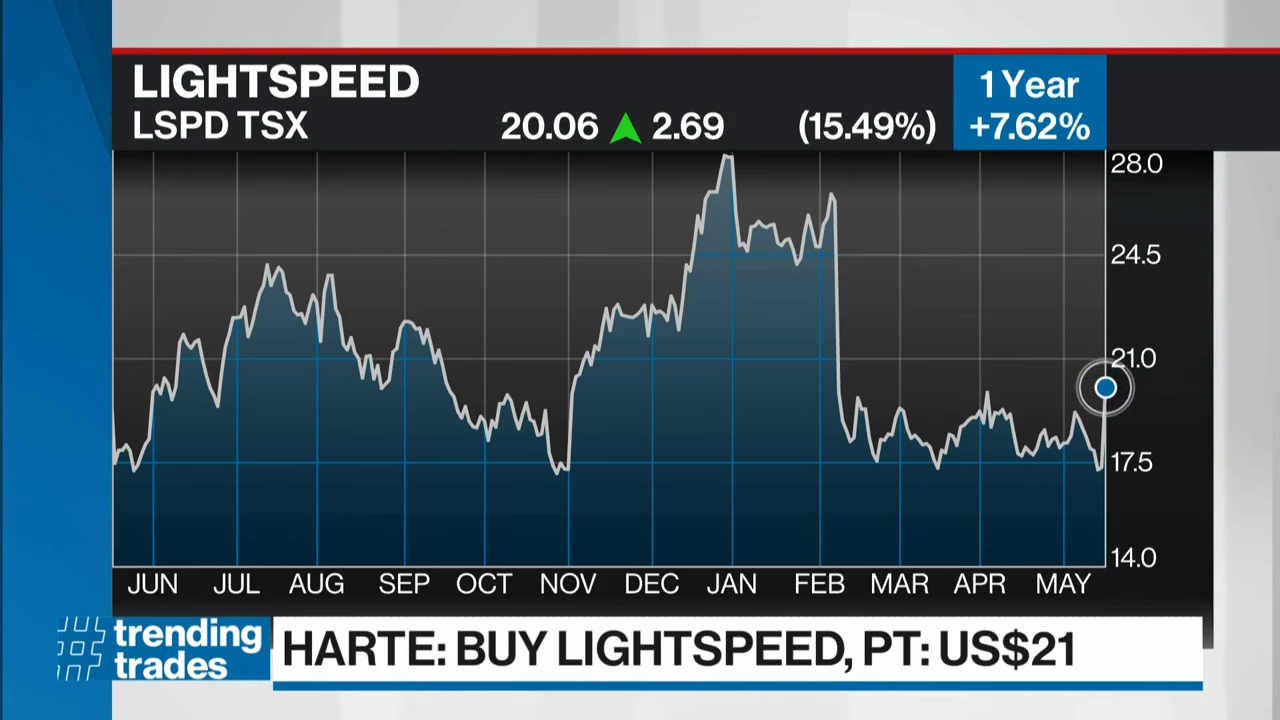 LIGHTSPEED
LSPD TSX
20.06 ▲ 2.69 (15.49%)
1 Year
+7.62%
28.0
24.5
21.0
17.5
14.0
JUN JUL AUG SEP OCT NOV DEC JAN FEB MAR APR MAY
trending
trades
HARTE: BUY LIGHTSPEED, PT: US$21